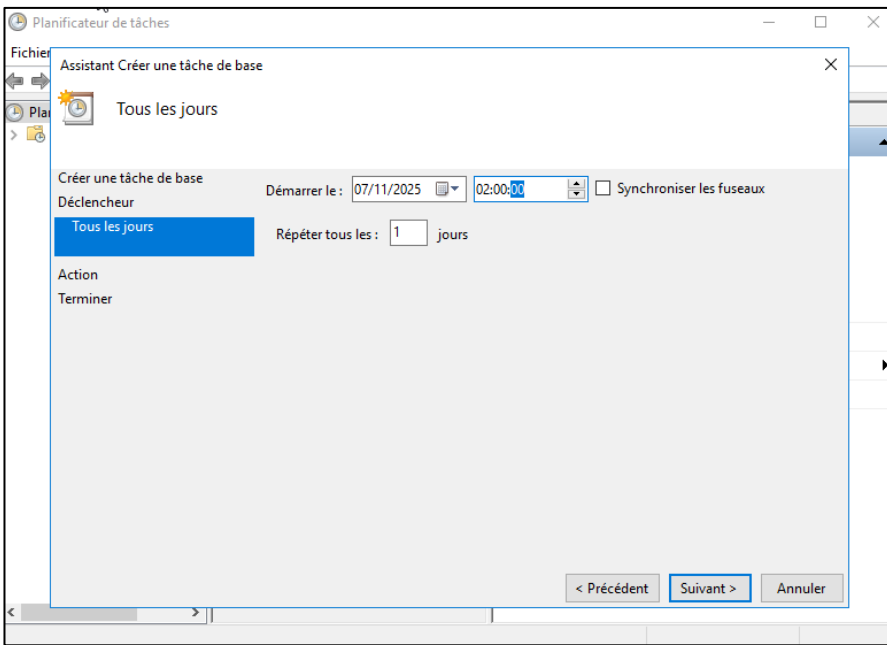 Planificateur de tâches
Fichier
Assistant Créer une tâche de base
Plan
Tous les jours
Créer une tâche de base
Démarrer le : 07/11/2025 02:00:00 Synchroniser les fuseaux
Déclencheur
Tous les jours
Répéter tous les : 1 jours
Action
Terminer
< Précédent Suivant > Annuler